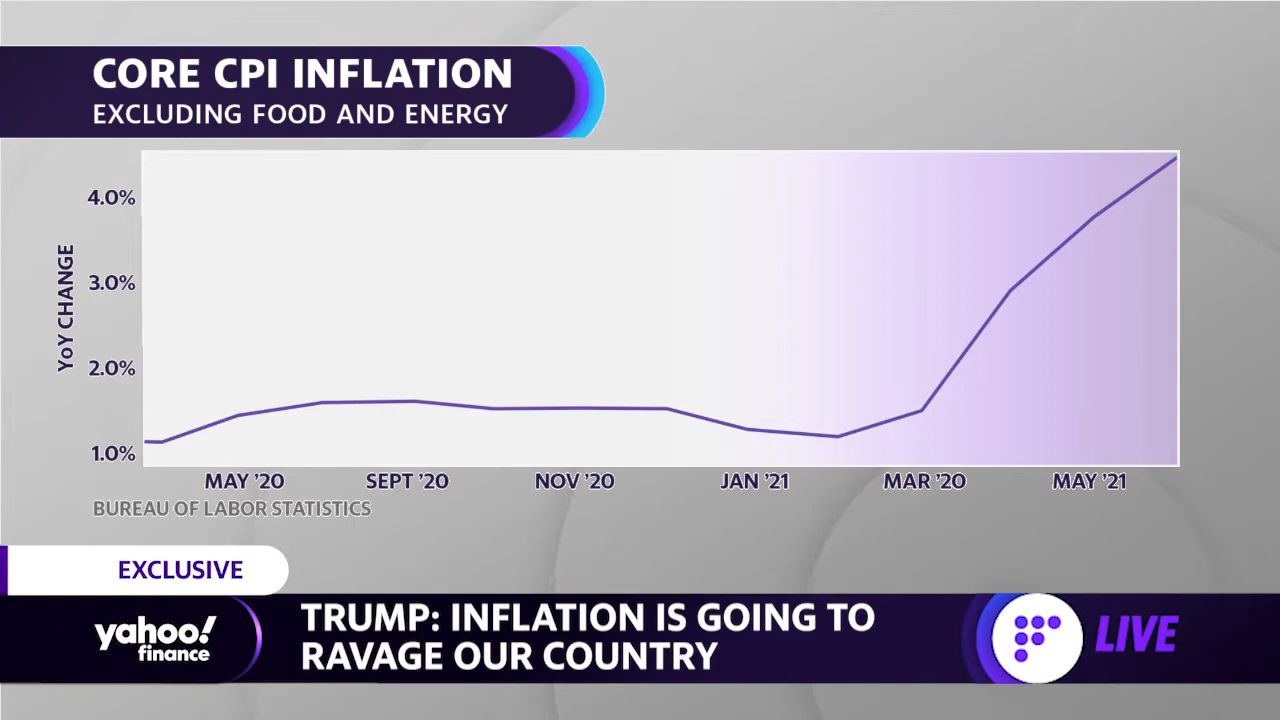 CORE CPI INFLATION
EXCLUDING FOOD AND ENERGY
YoY CHANGE
4.0%
3.0%
2.0%
1.0%
MAY ’20
SEPT ’20
NOV ’20
JAN ’21
MAR ’20
MAY ’21
BUREAU OF LABOR STATISTICS
EXCLUSIVE
yahoo!
finance
TRUMP: INFLATION IS GOING TO
RAVAGE OUR COUNTRY
LIVE